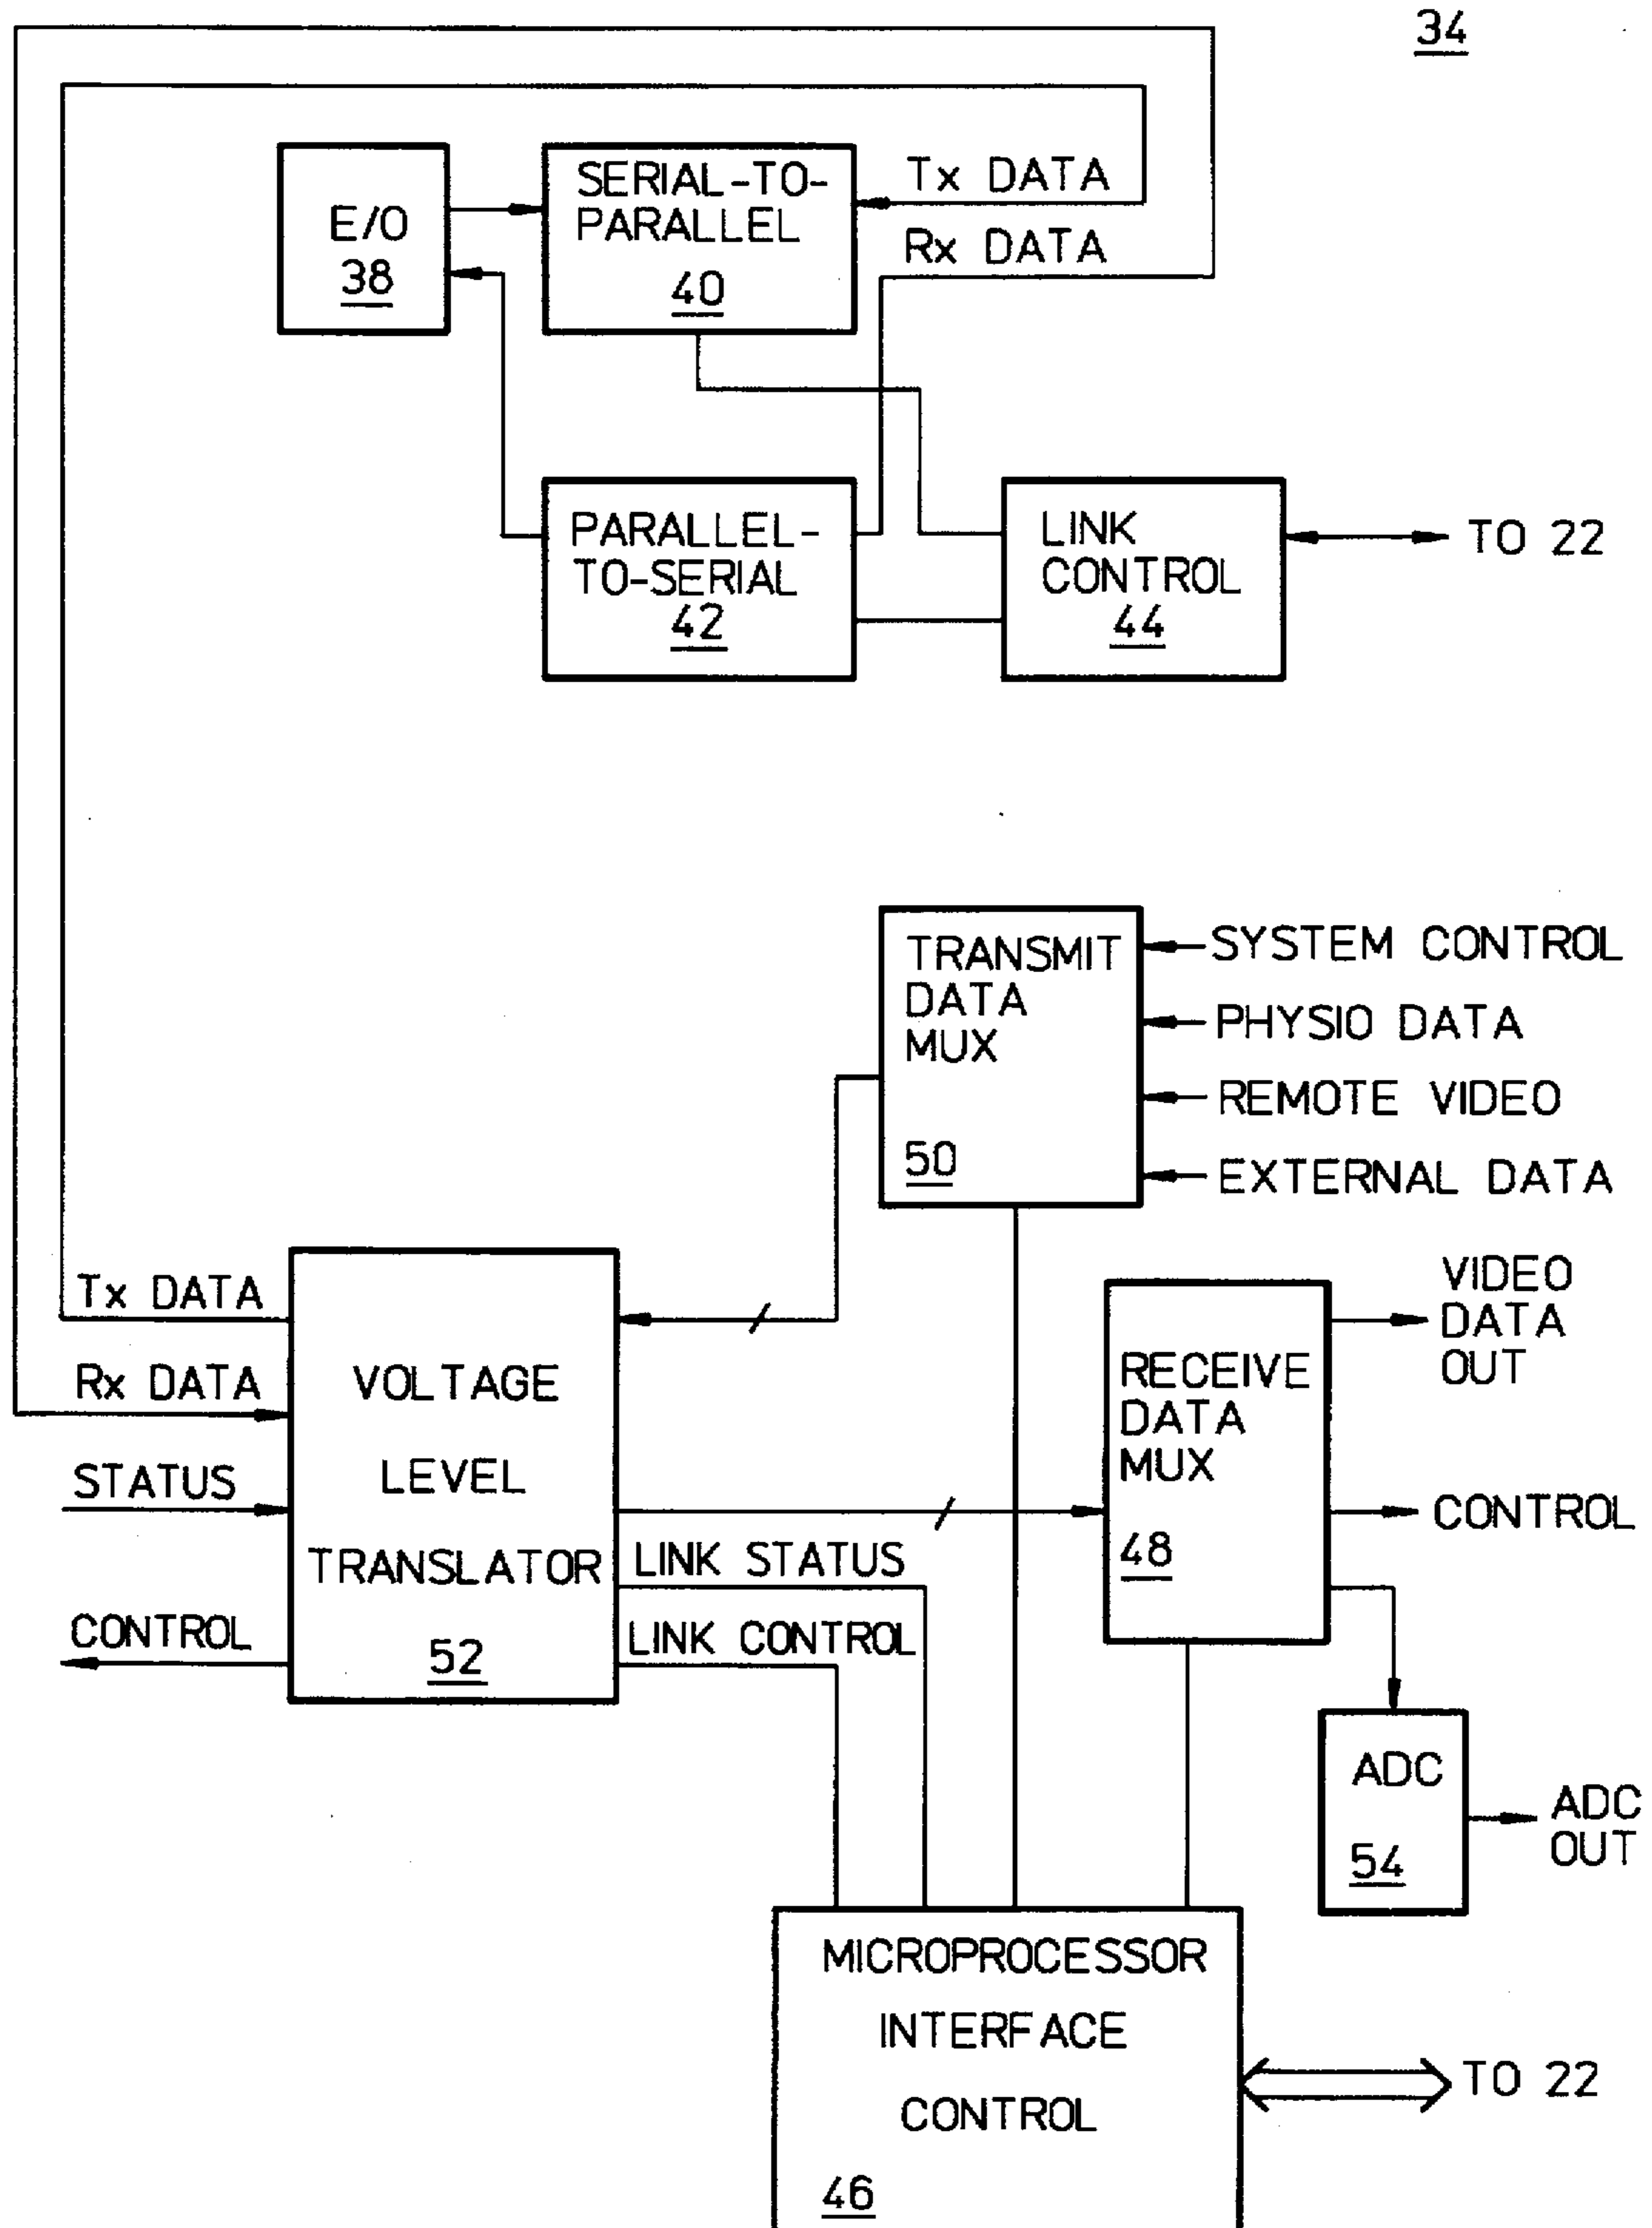 34
SERIAL-TO-
PARALLEL
40
E/O
38
Tx DATA
Rx DATA
PARALLEL-
TO-SERIAL
42
LINK
CONTROL
44
TO 22
TRANSMIT
DATA
MUX
50
SYSTEM CONTROL
PHYSIO DATA
REMOTE VIDEO
EXTERNAL DATA
Tx DATA
Rx DATA
STATUS
CONTROL
VOLTAGE
LEVEL
TRANSLATOR
52
LINK STATUS
LINK CONTROL
RECEIVE
DATA
MUX
48
VIDEO
DATA
OUT
CONTROL
ADC
54
ADC
OUT
MICROPROCESSOR
INTERFACE
CONTROL
46
TO 22